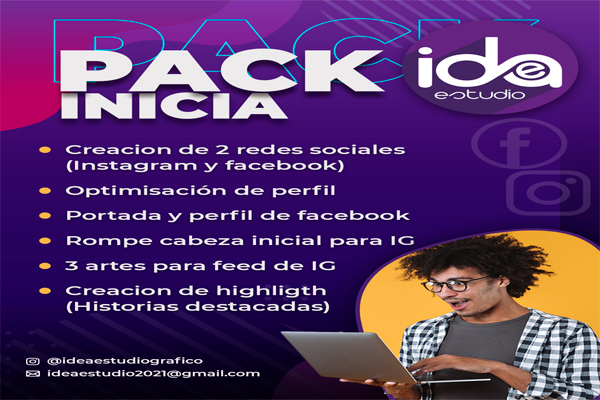 PACK
PACK
INICIA
idea
estudio
Creacion de 2 redes sociales
(Instagram y facebook)
Optimisación de perfil
Portada y perfil de facebook
Rompe cabeza inicial para IG
3 artes para feed de IG
Creacion de highligth
(Historias destacadas)
@ideaestudiografico
ideaestudio2021@gmail.com